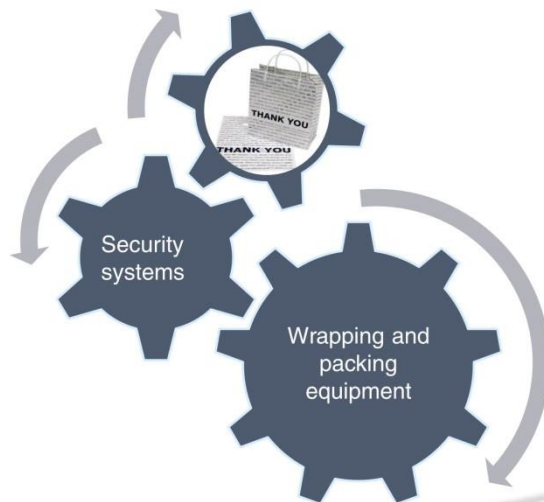 THANK YOU
THANK YOU
Security
systems
Wrapping and
packing
equipment